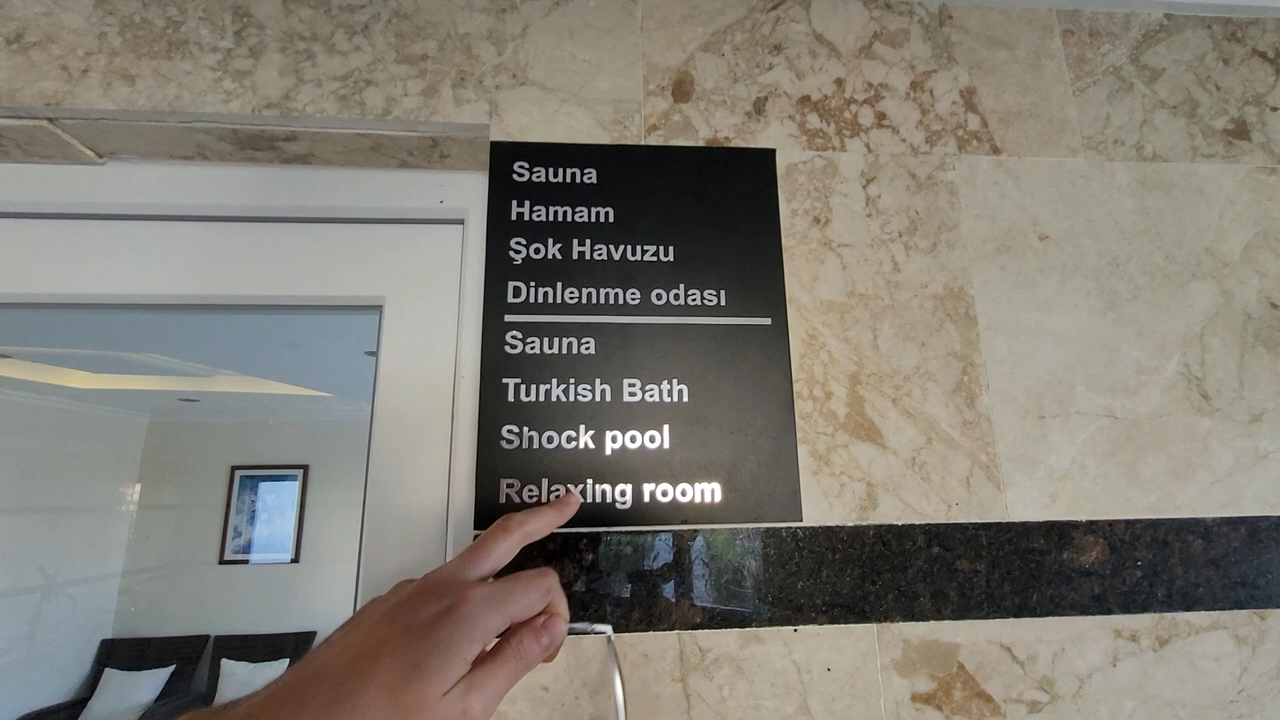 Sauna
Hamam
Şok Havuzu
Dinlenme odası
Sauna
Turkish Bath
Shock pool
Relaxing room